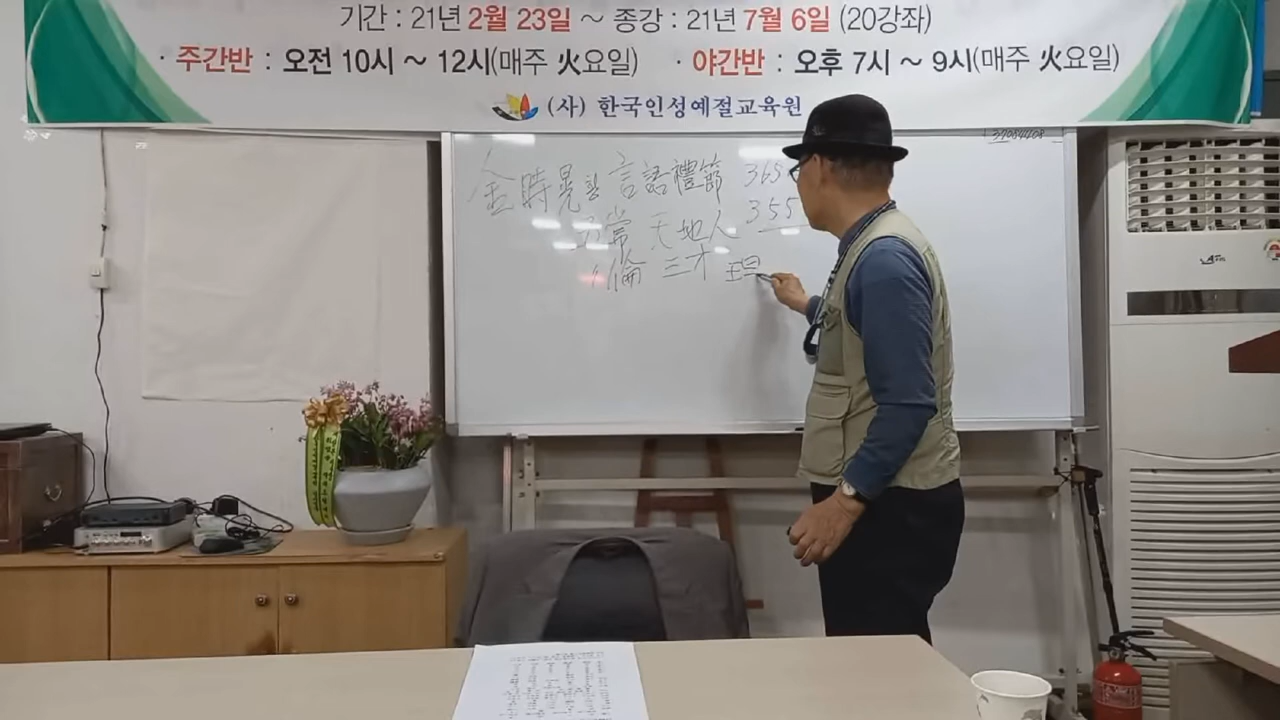 기간 : 21년 2월 23일 ~ 종강 : 21년 7월 6일 (20강좌)
· 주간반 : 오전 10시 ~ 12시(매주 火요일) · 야간반 : 오후 7시 ~ 9시(매주 火요일)
(사) 한국인성예절교육원
37084408
金時晃 言語禮節 365
常 天地人 355
倫 三才